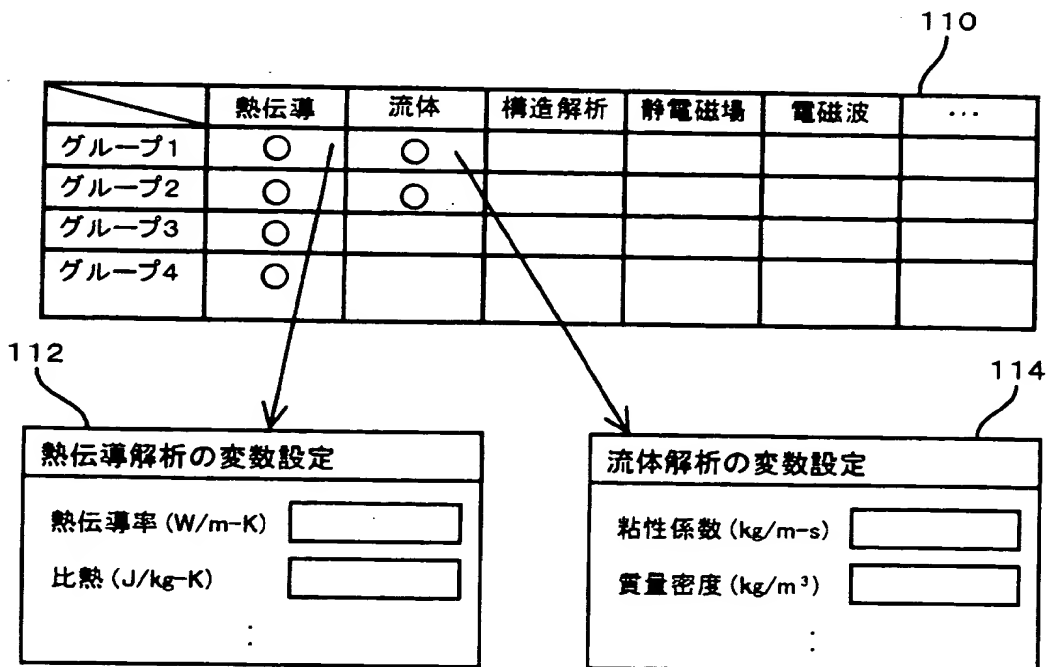 110
熱伝導 流体 構造解析 静電磁場 電磁波 ･･･
グループ1 ○ ○
グループ2 ○ ○
グループ3 ○
グループ4 ○
112
114
熱伝導解析の変数設定
熱伝導率(W/m-K)
比熱(J/kg-K)
:
流体解析の変数設定
粘性係数(kg/m-s)
質量密度(kg/m³)
: